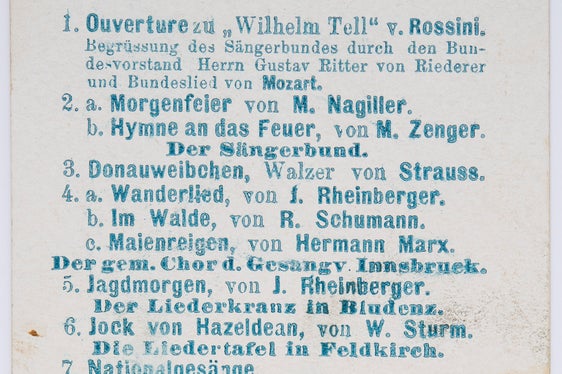 1. Ouverture zu „Wilhelm Tell“ v. Rossini.
Begrüssung des Sängerbundes durch den Bun-
desvorstand Herrn Gustav Ritter von Riederer
und Bundeslied von Mozart.
2. a. Morgenfeier von M. Nagiller.
b. Hymne an das Feuer, von M. Zenger.
Der Sängerbund.
3. Donauweibchen, Walzer von Strauss.
4. a. Wanderlied, von J. Rheinberger.
b. Im Walde, von R. Schumann.
c. Maienreigen, von Hermann Marx.
Der gem. Chor d. Gesangv. Innsbruck.
5. Jagdmorgen, von J. Rheinberger.
Der Liederkranz in Bludenz.
6. Jock von Hazeldean, von W. Sturm.
Die Liedertafel in Feldkirch.
7 Nationalgesänge